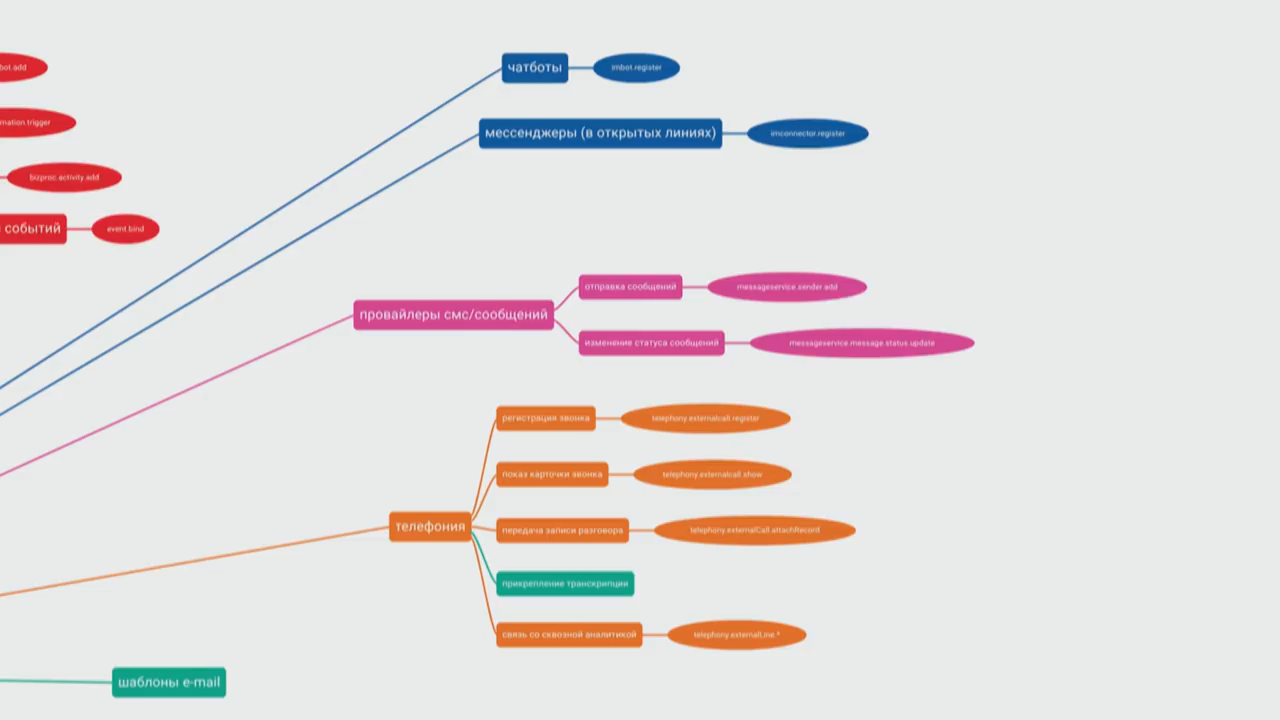 bot.add
mation.trigger
bizproc.activity.add
событий
event.bind
чатботы
imbot.register
мессенджеры (в открытых линиях)
imconnector.register
провайлеры смс/сообщений
отправка сообщений
messageservice.sender.add
изменение статуса сообщений
messageservice.message.status.update
телефония
регистрация звонка
telephony.externalcall.register
показ карточки звонка
telephony.externalcall.show
передача записи разговора
telephony.externalCall.attachRecord
прикрепление транскрипции
связь со сквозной аналитикой
telephony.externalLine.*
шаблоны e-mail